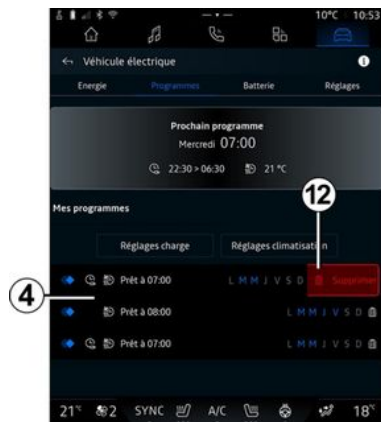 10°C 10:53
Véhicule électrique
Energie Programmes Batterie Réglages
Prochain programme
Mercredi 07:00
22:30 > 06:30 21 °C
12
Mes programmes
Réglages charge Réglages climatisation
Prêt à 07:00 L M M J V S D Supprimer
4
Prêt à 08:00 L M M J V S D
Prêt à 07:00 L M M J V S D
21°C 2 SYNC A/C 18°C